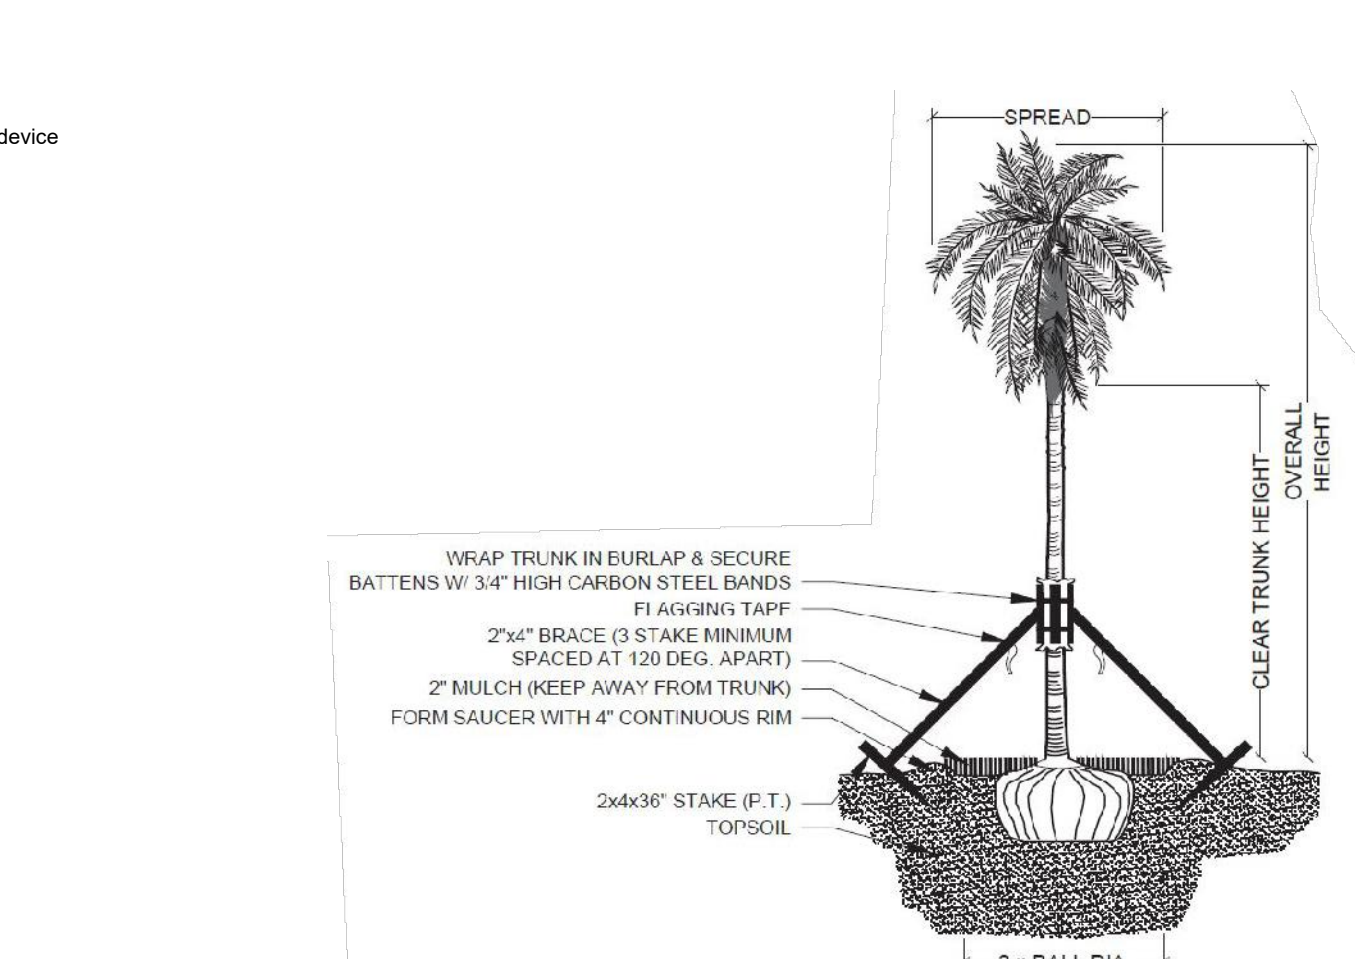 device
SPREAD
OVERALL
HEIGHT
CLEAR TRUNK HEIGHT
WRAP TRUNK IN BURLAP & SECURE
BATTENS W/ 3/4" HIGH CARBON STEEL BANDS
FLAGGING TAPE
2"x4" BRACE (3 STAKE MINIMUM
SPACED AT 120 DEG. APART)
2" MULCH (KEEP AWAY FROM TRUNK)
FORM SAUCER WITH 4" CONTINUOUS RIM
2x4x36" STAKE (P.T.)
TOPSOIL
BALL DIA